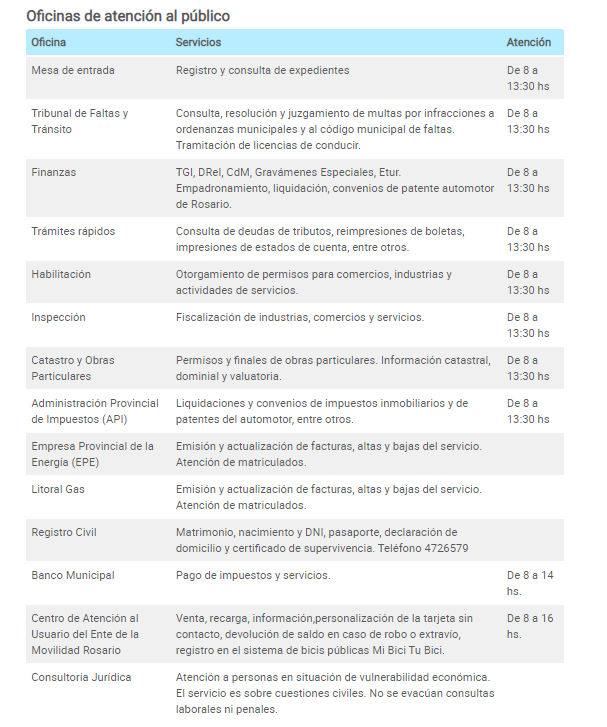 Oficinas de atención al público
Oficina Servicios Atención
Mesa de entrada Registro y consulta de expedientes De 8 a
13:30 hs
Tribunal de Faltas y Consulta, resolución y juzgamiento de multas por infracciones a De 8 a
Tránsito ordenanzas municipales y al código municipal de faltas. 13:30 hs
Tramitación de licencias de conducir.
Finanzas TGI, DReI, CdM, Gravámenes Especiales, Etur. De 8 a
Empadronamiento, liquidación, convenios de patente automotor 13:30 hs
de Rosario.
Trámites rápidos Consulta de deudas de tributos, reimpresiones de boletas, De 8 a
impresiones de estados de cuenta, entre otros. 13:30 hs
Habilitación Otorgamiento de permisos para comercios, industrias y De 8 a
actividades de servicios. 13:30 hs
Inspección Fiscalización de industrias, comercios y servicios. De 8 a
13:30 hs
Catastro y Obras Permisos y finales de obras particulares. Información catastral, De 8 a
Particulares dominial y valuatoria. 13:30 hs
Administración Provincial Liquidaciones y convenios de impuestos inmobiliarios y de De 8 a
de Impuestos (API) patentes del automotor, entre otros. 13:30 hs
Empresa Provincial de la Emisión y actualización de facturas, altas y bajas del servicio.
Energía (EPE) Atención de matriculados.
Litoral Gas Emisión y actualización de facturas, altas y bajas del servicio.
Atención de matriculados.
Registro Civil Matrimonio, nacimiento y DNI, pasaporte, declaración de
domicilio y certificado de supervivencia. Teléfono 4726579
Banco Municipal Pago de impuestos y servicios. De 8 a 14
hs.
Centro de Atención al Venta, recarga, información,personalización de la tarjeta sin De 8 a 16
Usuario del Ente de la contacto, devolución de saldo en caso de robo o extravío, hs.
Movilidad Rosario registro en el sistema de bicis públicas Mi Bici Tu Bici.
Consultoría Jurídica Atención a personas en situación de vulnerabilidad económica.
El servicio es sobre cuestiones civiles. No se evacúan consultas
laborales ni penales.